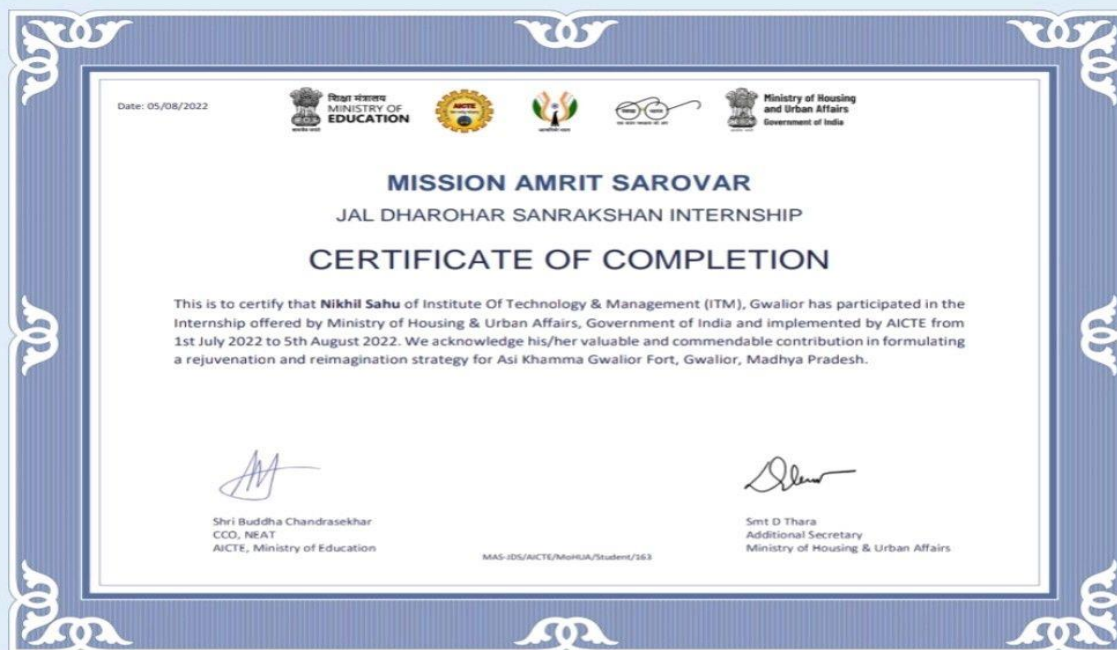 Date: 05/08/2022
शिक्षा मंत्रालय
MINISTRY OF
EDUCATION
AICTE
Ministry of Housing
and Urban Affairs
Government of India
MISSION AMRIT SAROVAR
JAL DHAROHAR SANRAKSHAN INTERNSHIP
CERTIFICATE OF COMPLETION
This is to certify that Nikhil Sahu of Institute Of Technology & Management (ITM), Gwalior has participated in the
Internship offered by Ministry of Housing & Urban Affairs, Government of India and implemented by AICTE from
1st July 2022 to 5th August 2022. We acknowledge his/her valuable and commendable contribution in formulating
a rejuvenation and reimagination strategy for Asi Khamma Gwalior Fort, Gwalior, Madhya Pradesh.
Shri Buddha Chandrasekhar
CCO, NEAT
AICTE, Ministry of Education
Smt D Thara
Additional Secretary
Ministry of Housing & Urban Affairs
MAS-JDS/AICTE/MoHUA/Student/163